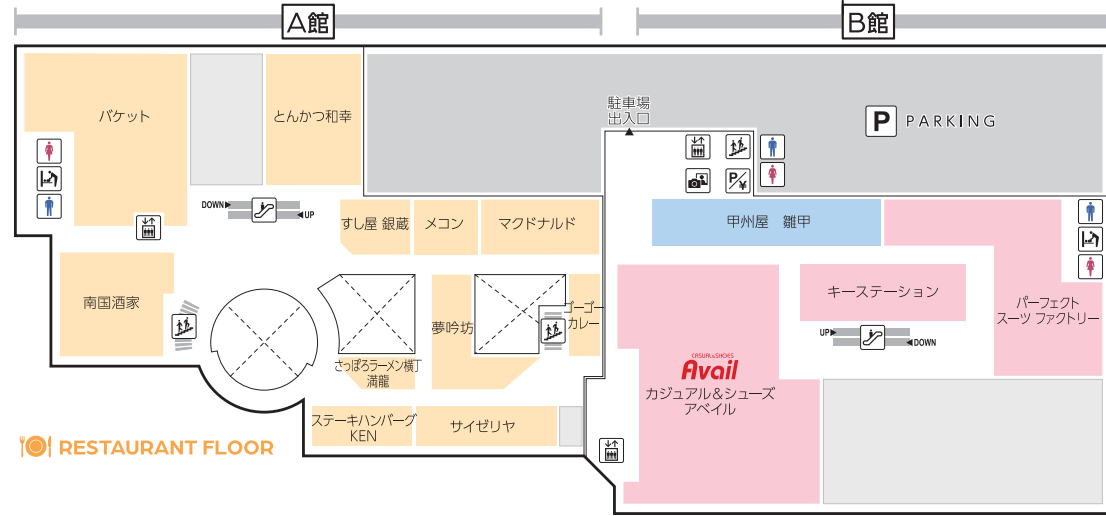 A館
B館
バケット
とんかつ和幸
駐車場
出入口
P PARKING
P/¥
DOWN
UP
すし屋 銀蔵
メコン
マクドナルド
甲州屋 雛甲
南国酒家
夢吟坊
ゴーゴー
カレー
キーステーション
パーフェクト
スーツ ファクトリー
UP
DOWN
さっぽろラーメン横丁
満龍
CASUAL&SHOES
Avail
カジュアル&シューズ
アベイル
ステーキハンバーグ
KEN
サイゼリヤ
RESTAURANT FLOOR